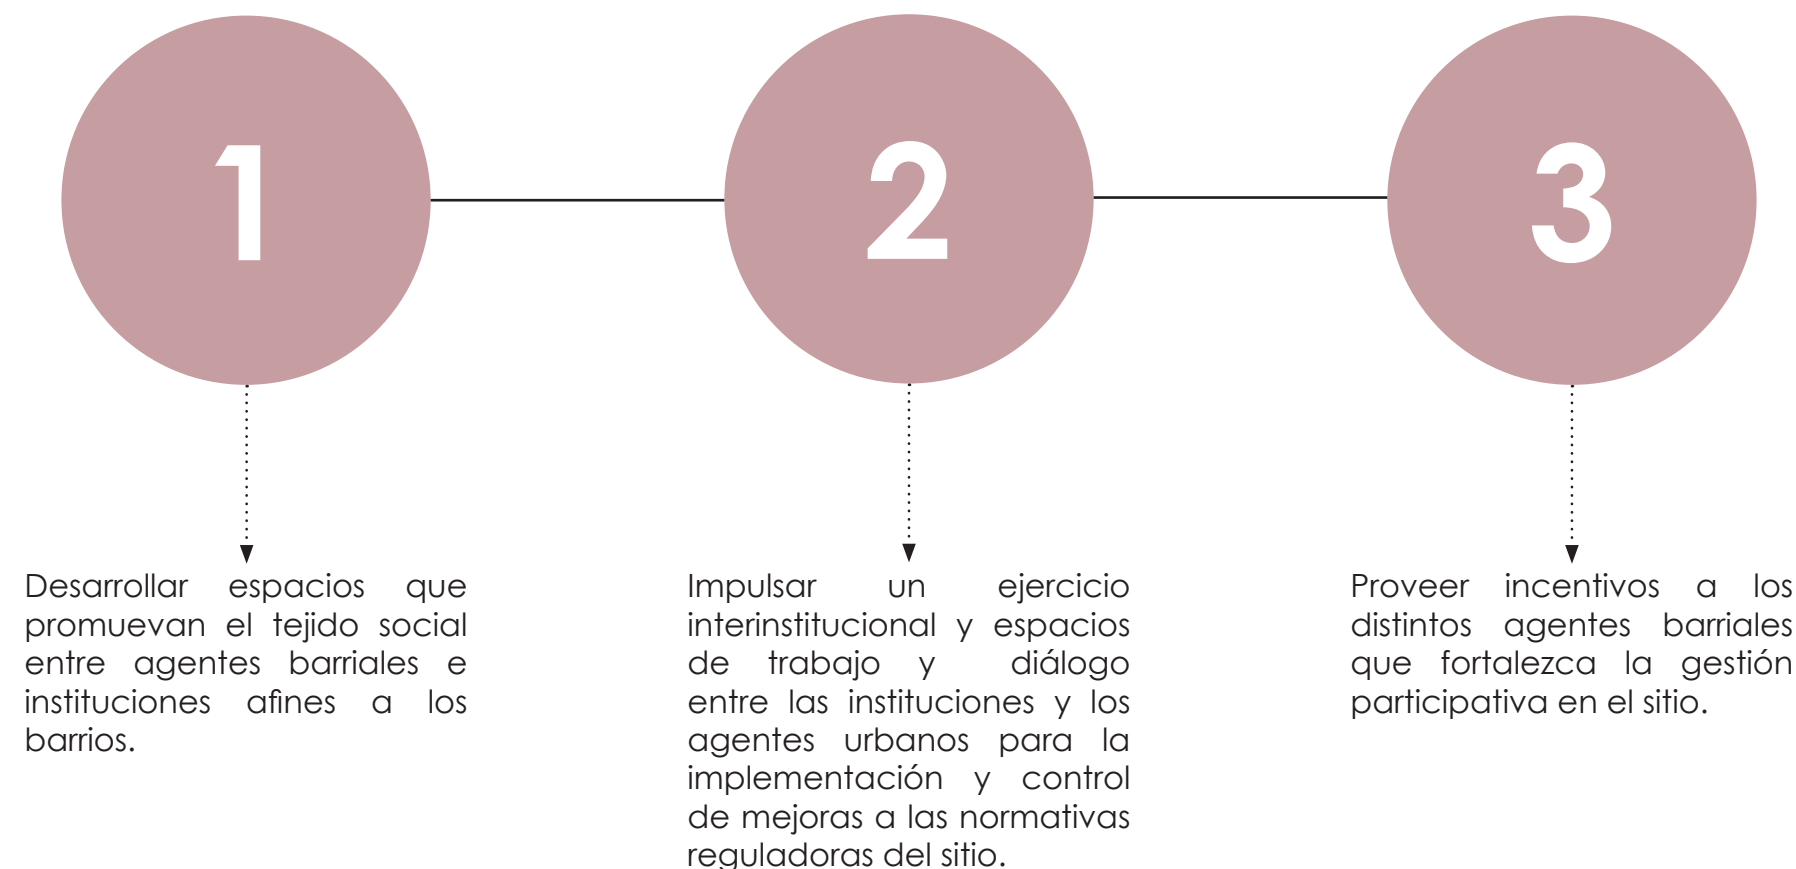 1
2
3
Desarrollar espacios que
promuevan el tejido social
entre agentes barriales e
instituciones afines a los
barrios.
Impulsar un ejercicio
interinstitucional y espacios
de trabajo y diálogo
entre las instituciones y los
agentes urbanos para la
implementación y control
de mejoras a las normativas
reguladoras del sitio.
Proveer incentivos a los
distintos agentes barriales
que fortalezca la gestión
participativa en el sitio.